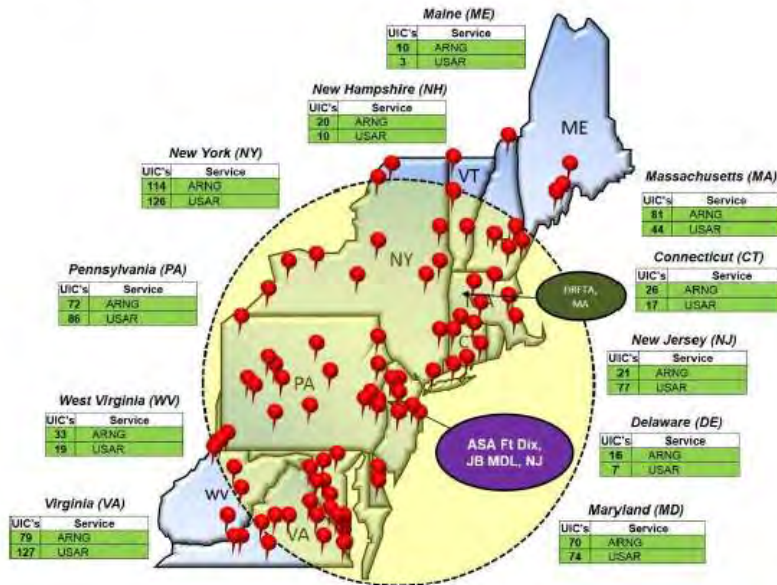 Maine (ME)
UIC's Service
10 ARNG
3 USAR
New Hampshire (NH)
UIC's Service
20 ARNG
10 USAR
New York (NY)
UIC's Service
114 ARNG
126 USAR
Massachusetts (MA)
UIC's Service
81 ARNG
44 USAR
Pennsylvania (PA)
UIC's Service
72 ARNG
86 USAR
Connecticut (CT)
UIC's Service
26 ARNG
17 USAR
New Jersey (NJ)
UIC's Service
21 ARNG
77 USAR
West Virginia (WV)
UIC's Service
33 ARNG
19 USAR
Delaware (DE)
UIC's Service
16 ARNG
7 USAR
Virginia (VA)
UIC's Service
79 ARNG
127 USAR
Maryland (MD)
UIC's Service
70 ARNG
74 USAR
ME
VT
NY
MA
PA
ASA Ft Dix,
JB MDL, NJ
WV
VA